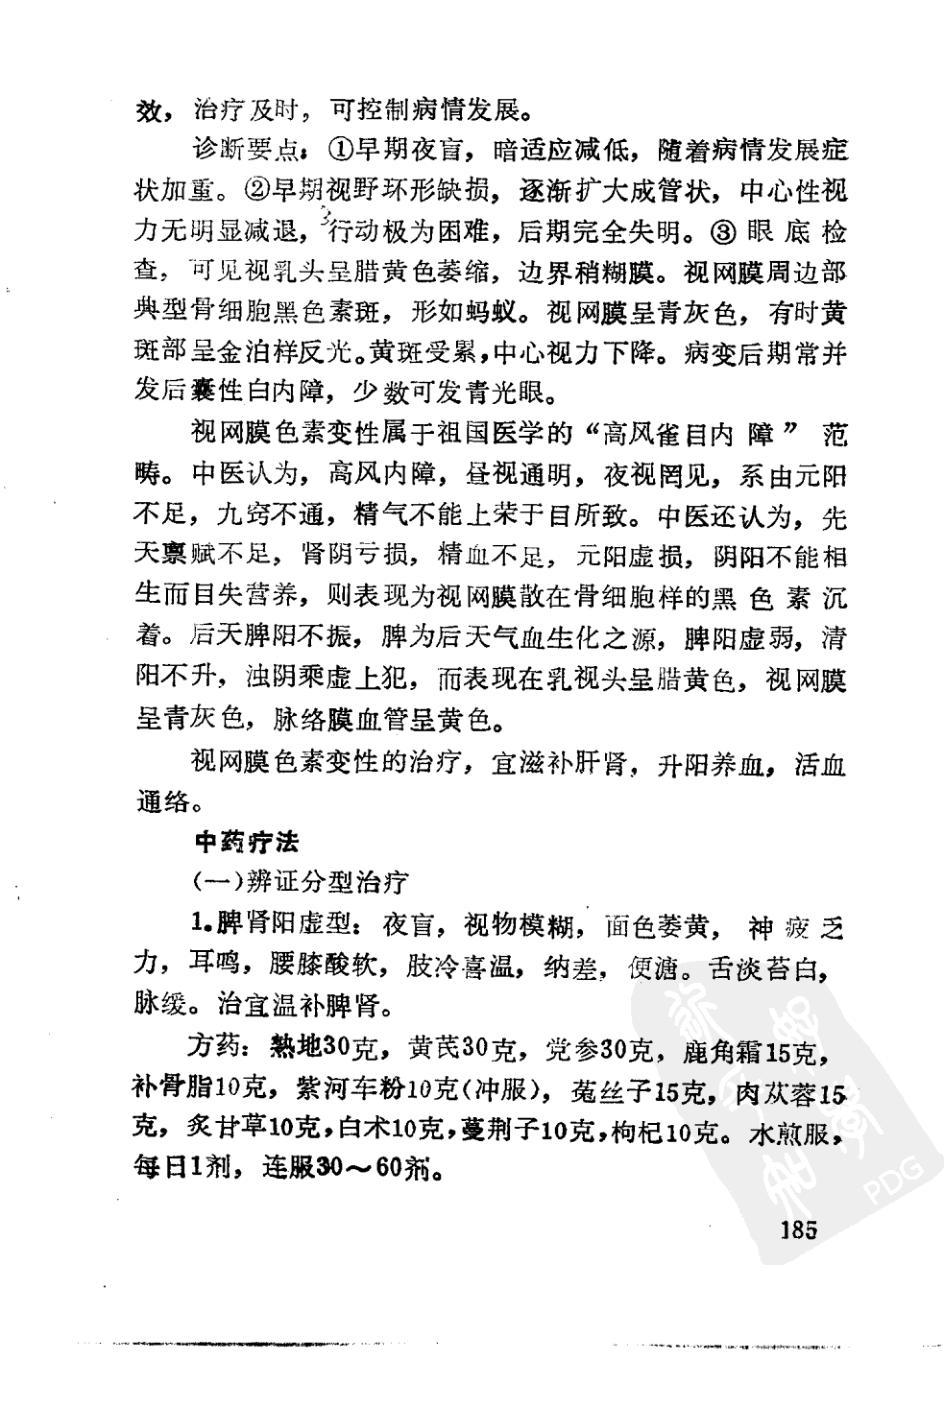 效，治疗及时，可控制病情发展。
诊断要点：①早期夜盲，暗适应减低，随着病情发展症
状加重。②早期视野环形缺损，逐渐扩大成管状，中心性视
力无明显减退，行动极为困难，后期完全失明。③眼底检
查，可见视乳头呈腊黄色萎缩，边界稍糊膜。视网膜周边部
典型骨细胞黑色素斑，形如蚂蚁。视网膜呈青灰色，有时黄
斑部呈金泊样反光。黄斑受累，中心视力下降。病变后期常并
发后囊性白内障，少数可发青光眼。
视网膜色素变性属于祖国医学的“高风雀目内障”范
畴。中医认为，高风内障，昼视通明，夜视罔见，系由元阳
不足，九窍不通，精气不能上荣于目所致。中医还认为，先
天禀赋不足，肾阴亏损，精血不足，元阳虚损，阴阳不能相
生而目失营养，则表现为视网膜散在骨细胞样的黑色素沉
着。后天脾阳不振，脾为后天气血生化之源，脾阳虚弱，清
阳不升，浊阴乘虚上犯，而表现在乳视头呈腊黄色，视网膜
呈青灰色，脉络膜血管呈黄色。
视网膜色素变性的治疗，宜滋补肝肾，升阳养血，活血
通络。
中药疗法
(一)辨证分型治疗
1.脾肾阳虚型：夜盲，视物模糊，面色萎黄，神疲乏
力，耳鸣，腰膝酸软，肢冷喜温，纳差，便溏。舌淡苔白，
脉缓。治宜温补脾肾。
方药：熟地30克，黄芪30克，党参30克，鹿角霜15克，
补骨脂10克，紫河车粉10克(冲服)，菟丝子15克，肉苁蓉15
克，炙甘草10克，白术10克，蔓荆子10克，枸杞10克。水煎服，
每日1剂，连服30～60剂。
PDG
185